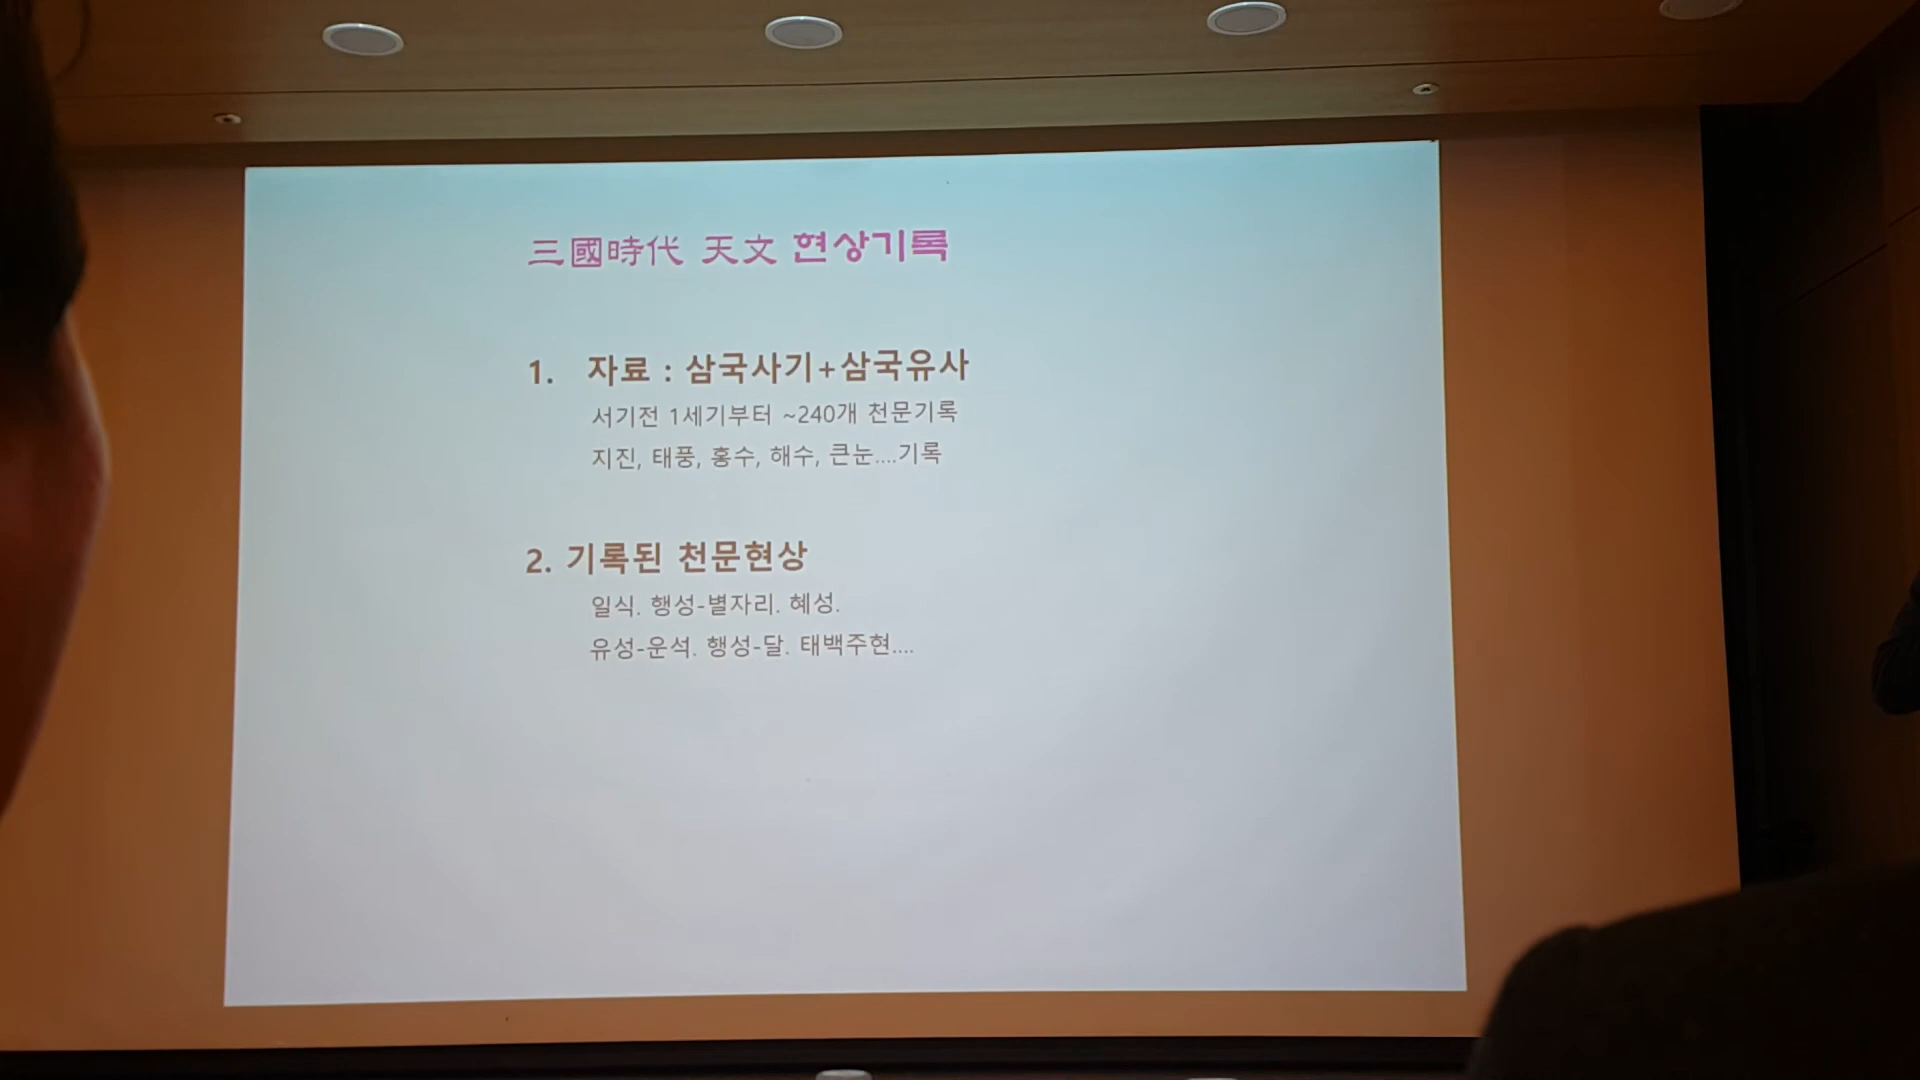 三國時代 天文 현상기록
1. 자료 : 삼국사기+삼국유사
서기전 1세기부터 ~240개 천문기록
지진, 태풍, 홍수, 해수, 큰눈....기록
2. 기록된 천문현상
일식. 행성-별자리. 혜성.
유성-운석. 행성-달. 태백주현....